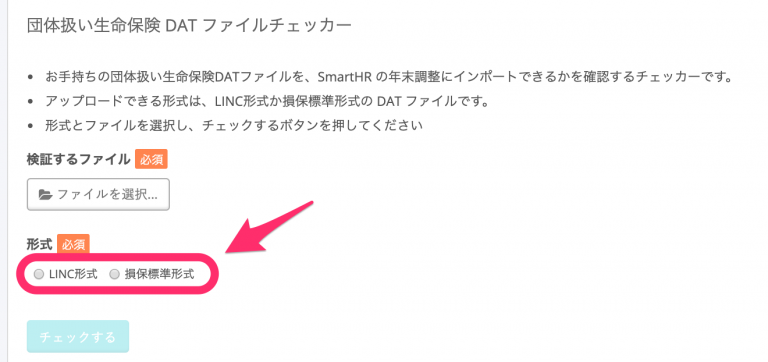 団体扱い生命保険 DAT ファイルチェッカー
• お手持ちの団体扱い生命保険DATファイルを、SmartHR の年末調整にインポートできるかを確認するチェッカーです。
• アップロードできる形式は、LINC形式か損保標準形式の DAT ファイルです。
• 形式とファイルを選択し、チェックするボタンを押してください
検証するファイル 必須
ファイルを選択...
形式 必須
LINC形式 損保標準形式
チェックする